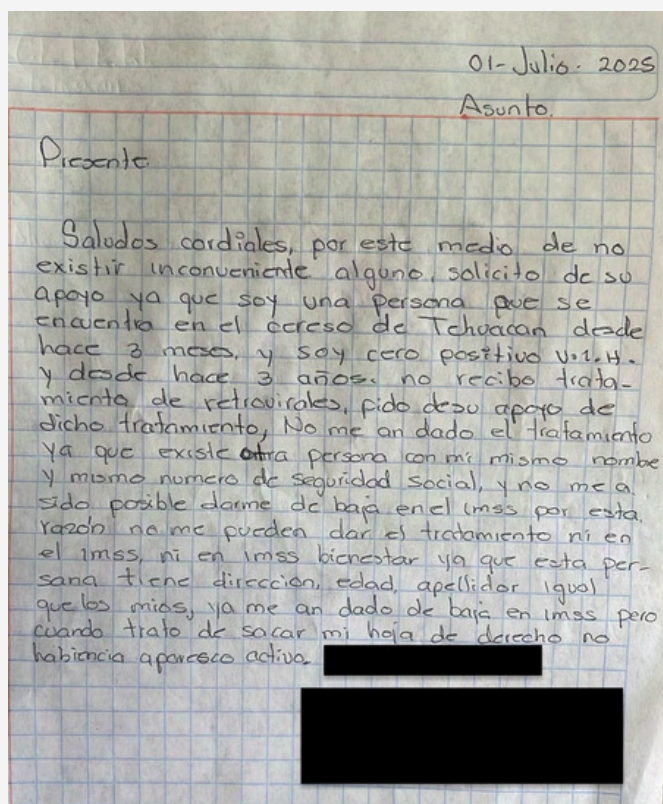 01-Julio. 2025
Asunto.
Presente.
Saludos cordiales, por este medio de no
existir inconveniente alguno, solicito de su
apoyo ya que soy una persona que se
encuentra en el cereso de Tehuacan desde
hace 3 meses, y soy cero positivo V.I.H.
y desde hace 3 años. no recibo trata-
miento de retrovirales, pido desu apoyo de
dicho tratamiento, No me an dado el tratamiento
ya que existe otra persona con mi mismo nombre
y mismo numero de seguridad social, y no me a
sido posible darme de baja en el imss por esta
razón no me pueden dar el tratamiento ni en
el imss, ni en imss bienestar ya que esta per-
sona tiene dirección, edad, apellidor igual
que los mios, ya me an dado de baja en imss pero
cuando trato de sacar mi hoja de derecho no
habiencia aparesco activo.